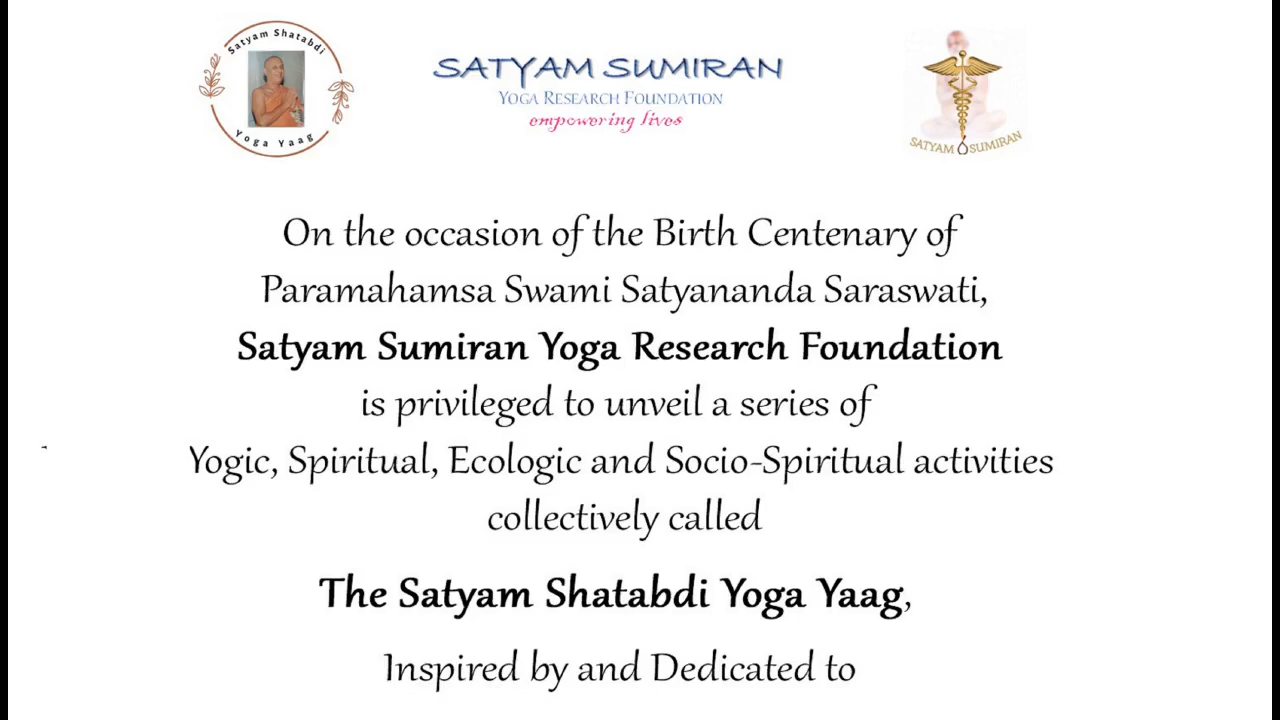 Satyam Shatabdi
Yoga Yaag
SATYAM SUMIRAN
YOGA RESEARCH FOUNDATION
empowering lives
SATYAM SUMIRAN
On the occasion of the Birth Centenary of
Paramahamsa Swami Satyananda Saraswati,
Satyam Sumiran Yoga Research Foundation
is privileged to unveil a series of
Yogic, Spiritual, Ecologic and Socio-Spiritual activities
collectively called
The Satyam Shatabdi Yoga Yaag,
Inspired by and Dedicated to